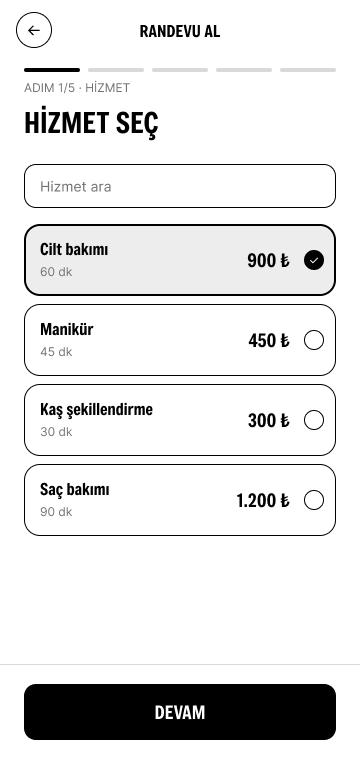 RANDEVU AL
ADIM 1/5 · HİZMET
HİZMET SEÇ
Hizmet ara
Cilt bakımı
900 ₺
60 dk
Manikür
450 ₺
45 dk
Kaş şekillendirme
300 ₺
30 dk
Saç bakımı
1.200 ₺
90 dk
DEVAM